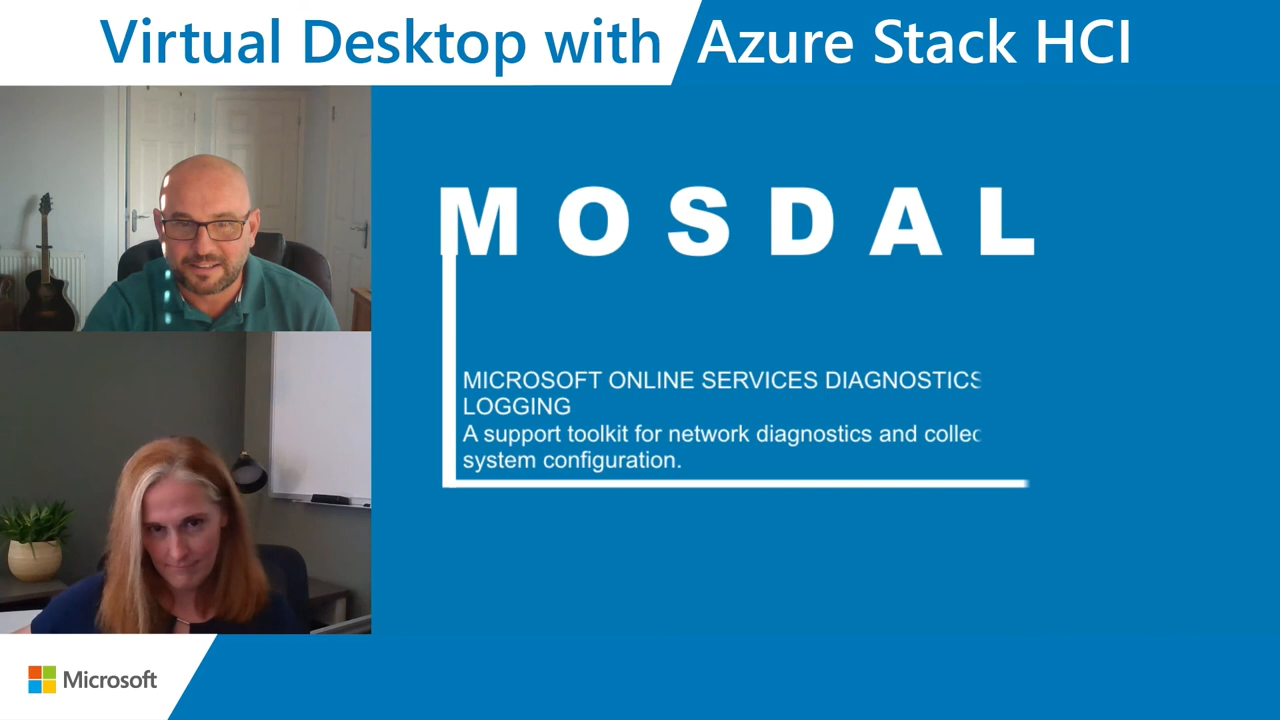 Virtual Desktop with Azure Stack HCI
MOSDAL
MICROSOFT ONLINE SERVICES DIAGNOSTICS
LOGGING
A support toolkit for network diagnostics and collec
system configuration.
Microsoft